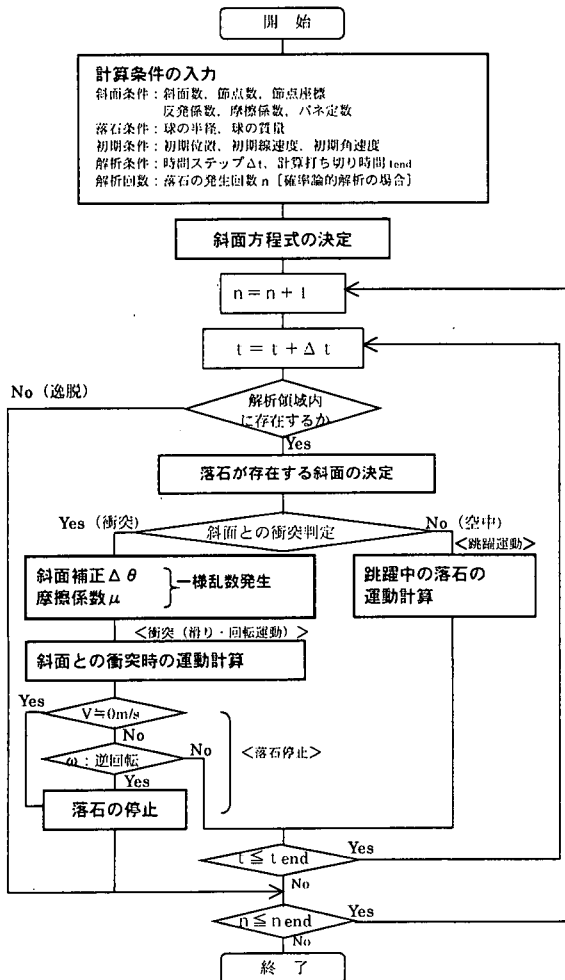 開 始
計算条件の入力
斜面条件：斜面数，節点数，節点座標
反発係数，摩擦係数，バネ定数
落石条件：球の半径，球の質量
初期条件：初期位置，初期線速度，初期角速度
解析条件：時間ステップΔt，計算打ち切り時間tend
解析回数：落石の発生回数n［確率論的解析の場合］
斜面方程式の決定
n＝n＋1
t＝t＋Δt
No（逸脱）
解析領域内
に存在するか
Yes
落石が存在する斜面の決定
Yes（衝突）
斜面との衝突判定
No（空中）
＜跳躍運動＞
斜面補正Δθ
摩擦係数μ
一様乱数発生
跳躍中の落石の
運動計算
＜衝突（滑り・回転運動）＞
斜面との衝突時の運動計算
Yes
V≒0m/s
No
ω：逆回転
No
＜落石停止＞
Yes
落石の停止
t≦tend
Yes
No
n≦nend
Yes
No
終 了